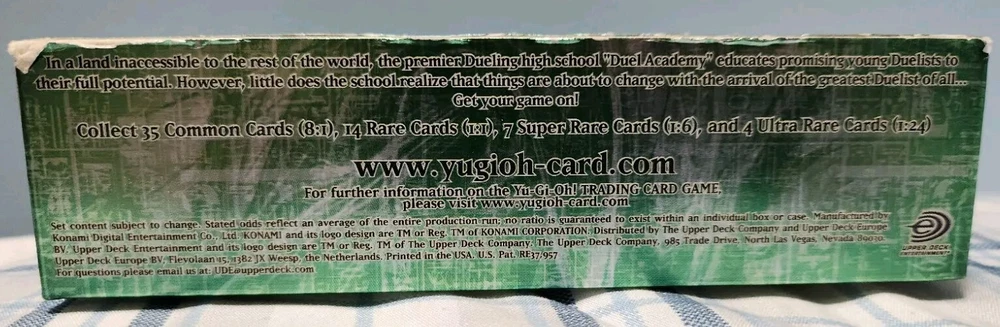 In a land inaccessible to the rest of the world, the premier Dueling high school "Duel Academy" educates promising young Duelists to
their full potential. However, little does the school realize that things are about to change with the arrival of the greatest Duelist of all...
Get your game on!
Collect 35 Common Cards (8:1), 14 Rare Cards (1:1), 7 Super Rare Cards (1:6), and 4 Ultra Rare Cards (1:24)
www.yugioh-card.com
For further information on the Yu-Gi-Oh! TRADING CARD GAME,
please visit www.yugioh-card.com
Set content subject to change. Stated odds reflect an average of the entire production run; no ratio is guaranteed to exist within an individual box or case. Manufactured by
Konami Digital Entertainment Co., Ltd. KONAMI and its logo design are TM or Reg. TM of KONAMI CORPORATION. Distributed by The Upper Deck Company and Upper Deck Europe
BV. Upper Deck Entertainment and its logo design are TM or Reg. TM of The Upper Deck Company. The Upper Deck Company, 985 Trade Drive, North Las Vegas, Nevada 89030.
Upper Deck Europe BV, Flevolaan 15, 1382 JX Weesp, the Netherlands. Printed in the USA. U.S. Pat. RE37,957
For questions please email us at: UDE@upperdeck.com
UPPER DECK
ENTERTAINMENT